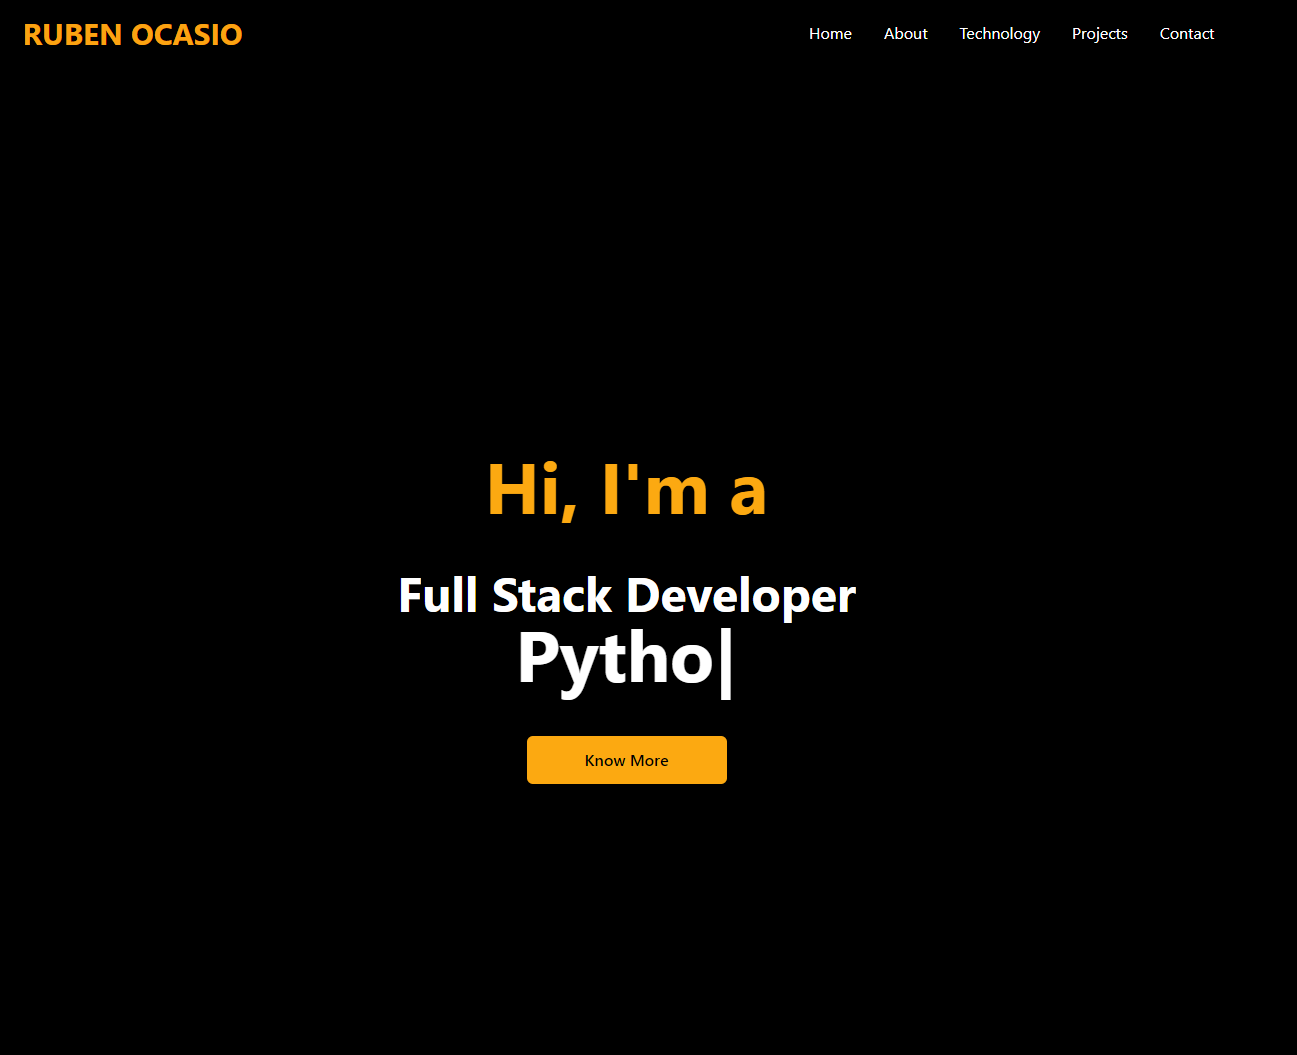 RUBEN OCASIO
Home About Technology Projects Contact
Hi, I'm a
Full Stack Developer
Pytho|
Know More